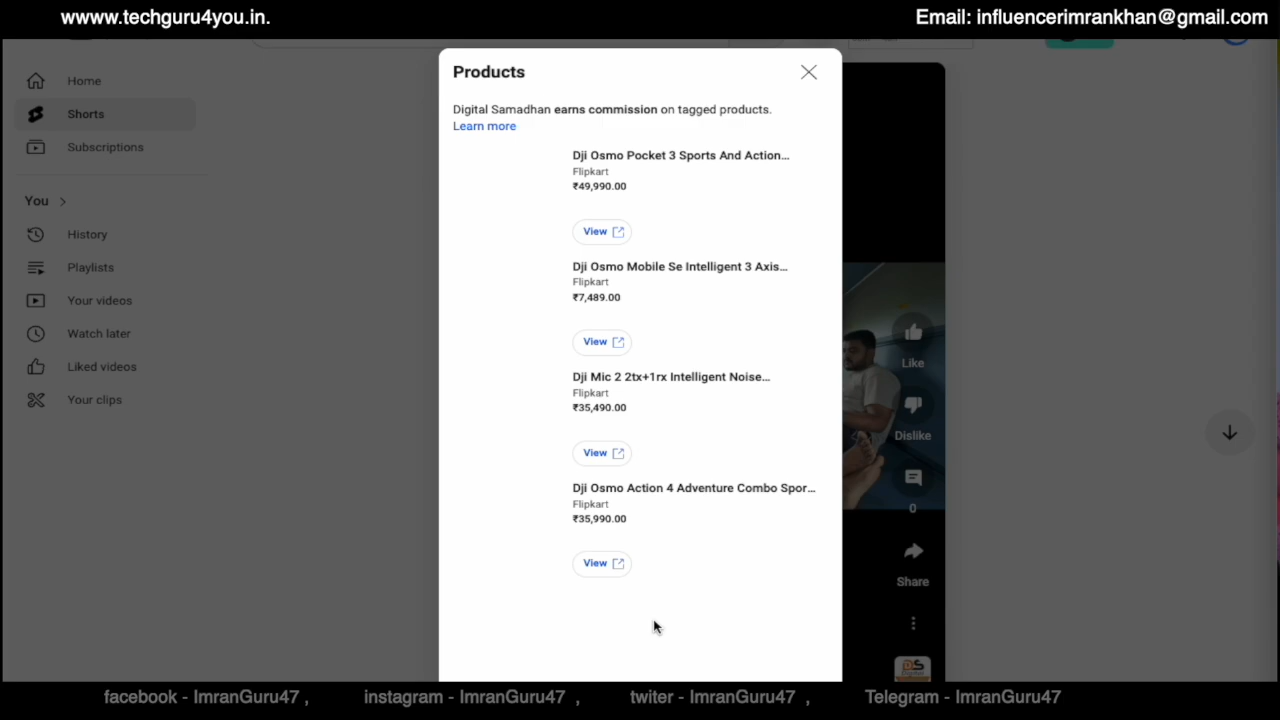 wwww.techguru4you.in.
Email: influencerimrankhan@gmail.com
Home
Shorts
Subscriptions
You
History
Playlists
Your videos
Watch later
Liked videos
Your clips
Products
Digital Samadhan earns commission on tagged products.
Learn more
Dji Osmo Pocket 3 Sports And Action...
Flipkart
₹49,990.00
View
Dji Osmo Mobile Se Intelligent 3 Axis...
Flipkart
₹7,489.00
View
Dji Mic 2 2tx+1rx Intelligent Noise...
Flipkart
₹35,490.00
View
Dji Osmo Action 4 Adventure Combo Spor...
Flipkart
₹35,990.00
View
Like
Dislike
0
Share
DS
facebook - ImranGuru47 , instagram - ImranGuru47 , twiter - ImranGuru47 , Telegram - ImranGuru47